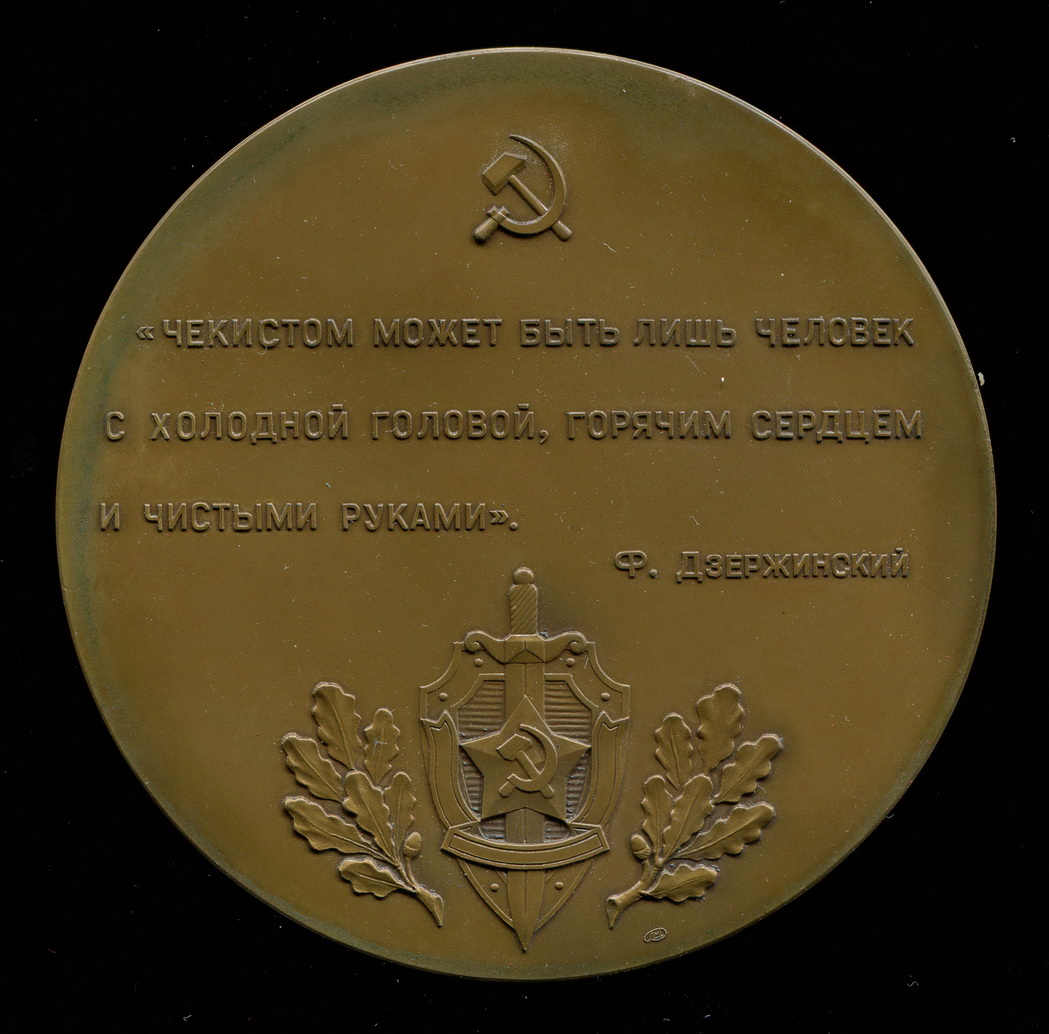 «ЧЕКИСТОМ МОЖЕТ БЫТЬ ЛИШЬ ЧЕЛОВЕК
С ХОЛОДНОЙ ГОЛОВОЙ, ГОРЯЧИМ СЕРДЦЕМ
И ЧИСТЫМИ РУКАМИ».
Ф. ДЗЕРЖИНСКИЙ